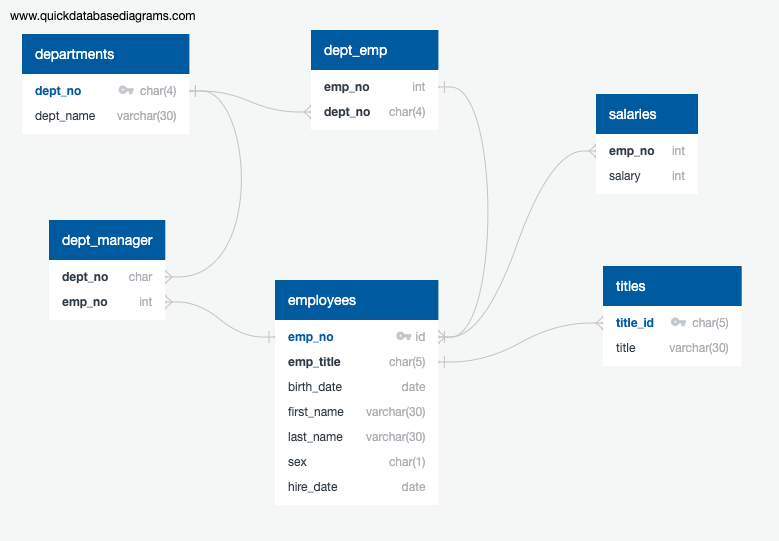 www.quickdatabasediagrams.com
departments
dept_no char(4)
dept_name varchar(30)
dept_emp
emp_no int
dept_no char(4)
salaries
emp_no int
salary int
dept_manager
dept_no char
emp_no int
employees
emp_no id
emp_title char(5)
birth_date date
first_name varchar(30)
last_name varchar(30)
sex char(1)
hire_date date
titles
title_id char(5)
title varchar(30)